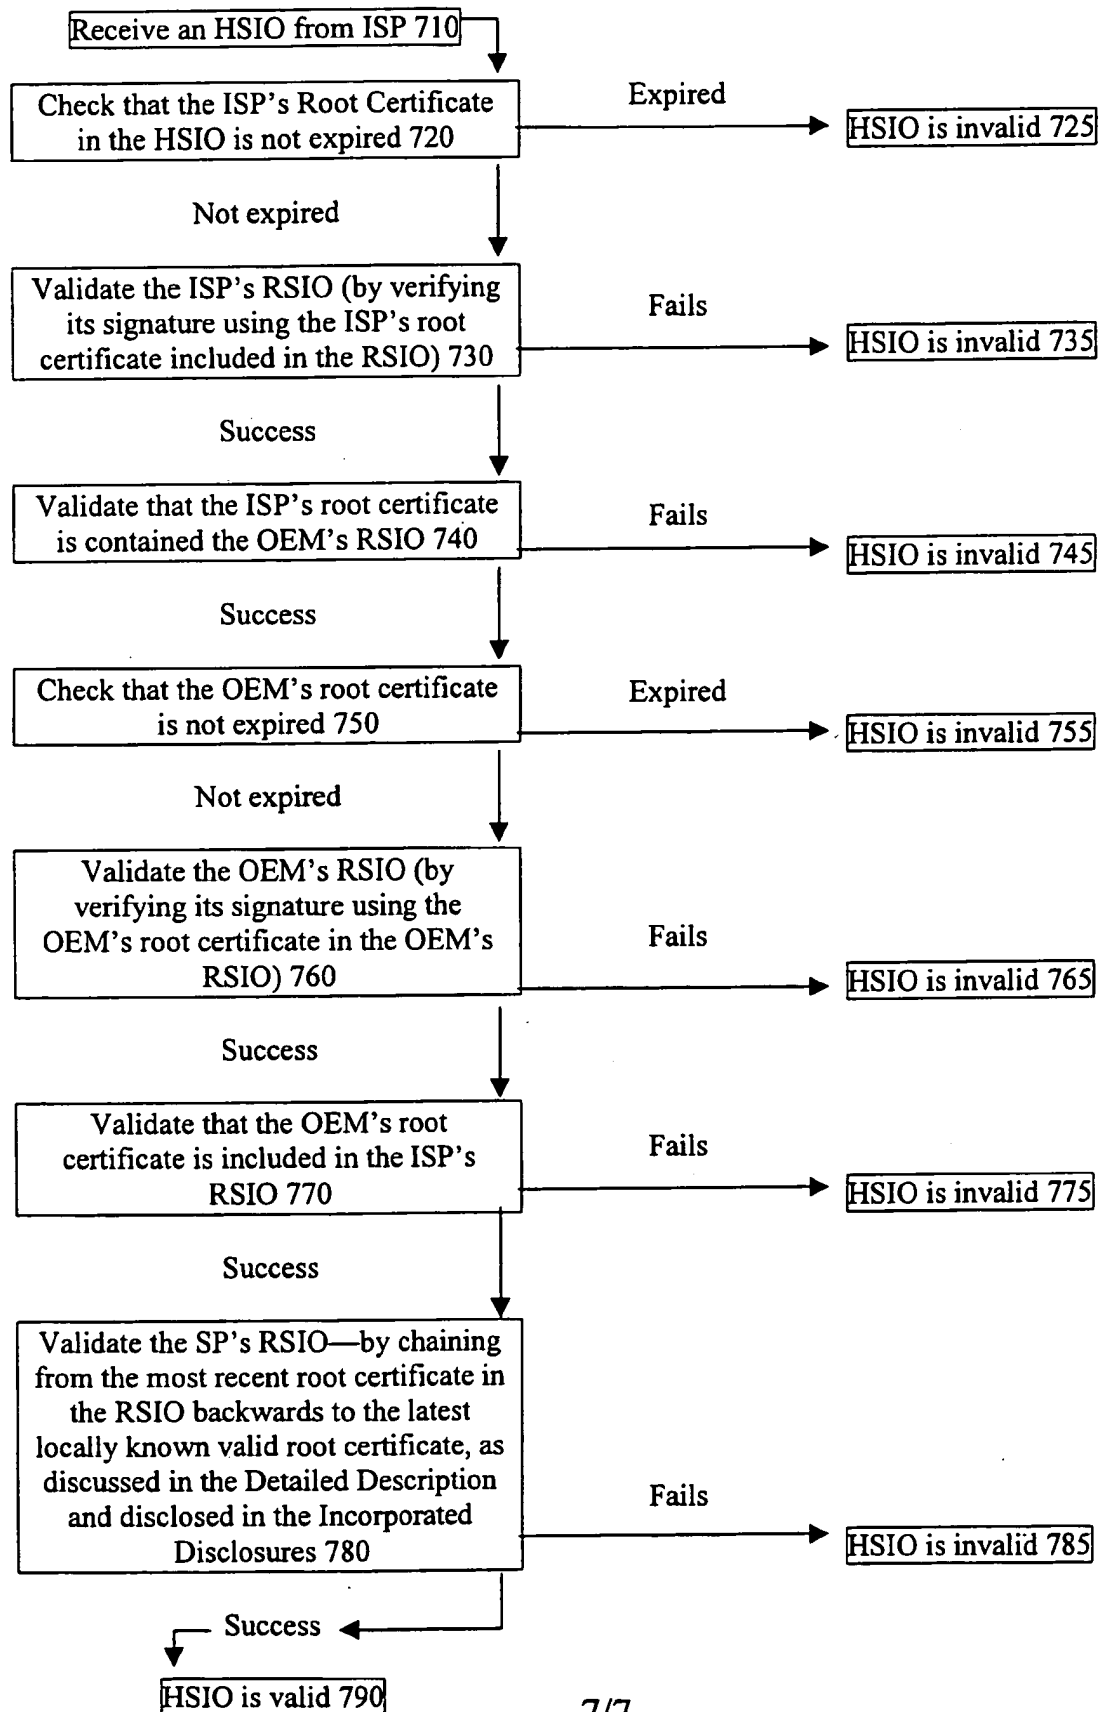 Receive an HSIO from ISP 710
Check that the ISP's Root Certificate
in the HSIO is not expired 720
Expired
HSIO is invalid 725
Not expired
Validate the ISP's RSIO (by verifying
its signature using the ISP's root
certificate included in the RSIO) 730
Fails
HSIO is invalid 735
Success
Validate that the ISP's root certificate
is contained the OEM's RSIO 740
Fails
HSIO is invalid 745
Success
Check that the OEM's root certificate
is not expired 750
Expired
HSIO is invalid 755
Not expired
Validate the OEM's RSIO (by
verifying its signature using the
OEM's root certificate in the OEM's
RSIO) 760
Fails
HSIO is invalid 765
Success
Validate that the OEM's root
certificate is included in the ISP's
RSIO 770
Fails
HSIO is invalid 775
Success
Validate the SP's RSIO—by chaining
from the most recent root certificate in
the RSIO backwards to the latest
locally known valid root certificate, as
discussed in the Detailed Description
and disclosed in the Incorporated
Disclosures 780
Fails
HSIO is invalid 785
Success
HSIO is valid 790
7/7